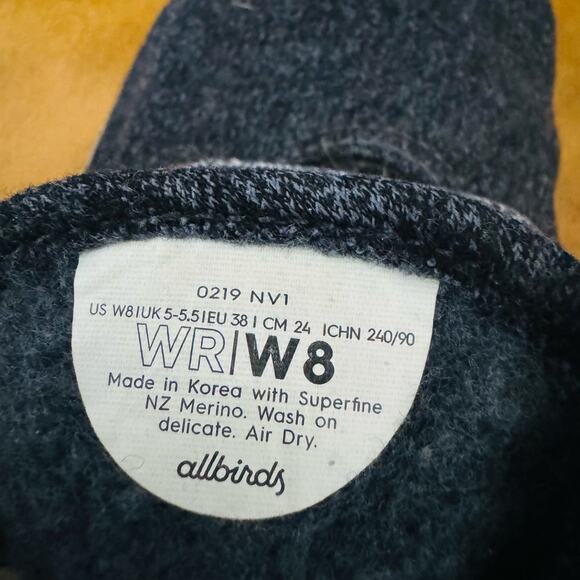 0219 NV1
US W8 | UK 5-5.5 | EU 38 | CM 24 | CHN 240/90
WR|W8
Made in Korea with Superfine
NZ Merino. Wash on
delicate. Air Dry.
allbirds